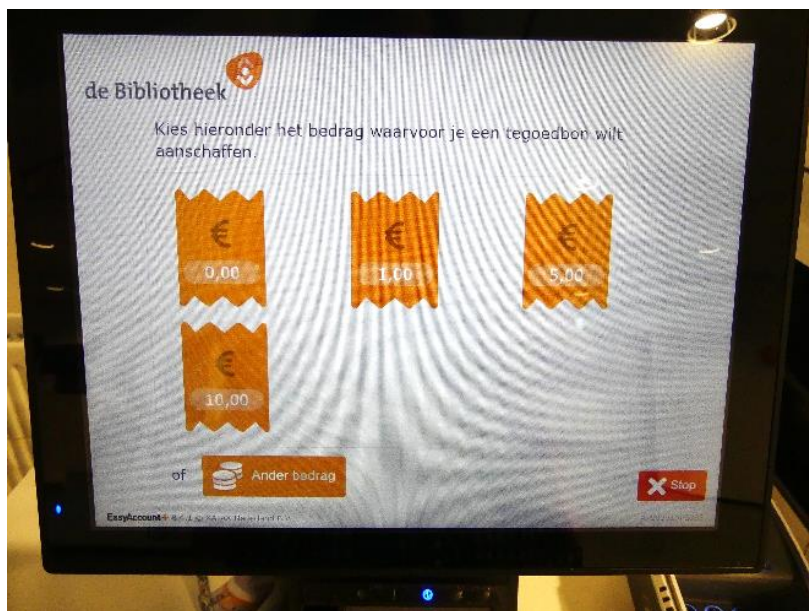 de Bibliotheek
Kies hieronder het bedrag waarvoor je een tegoedbon wilt
aanschaffen.
€ € €
0,00 1,00 5,00
€
10,00
of Ander bedrag
Stop
EasyAccount+